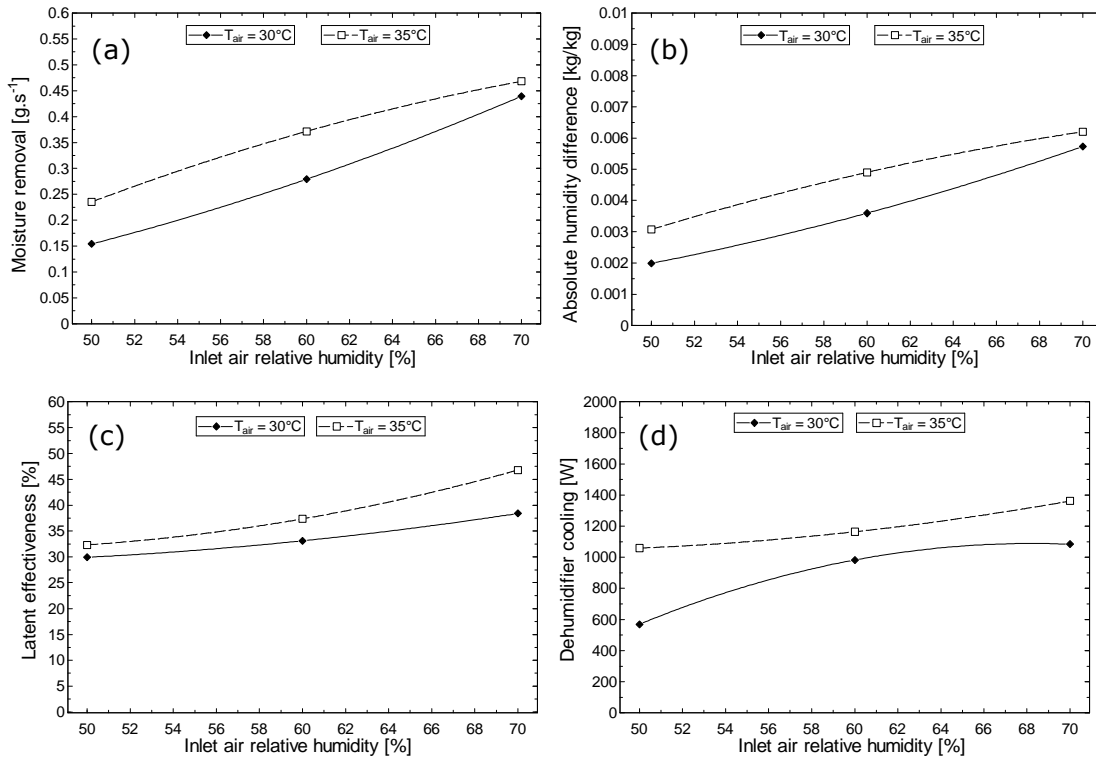 (a)
T_air = 30°C T_air = 35°C
Moisture removal [g.s⁻¹]
0.6
0.55
0.5
0.45
0.4
0.35
0.3
0.25
0.2
0.15
0.1
0.05
0
50 52 54 56 58 60 62 64 66 68 70
Inlet air relative humidity [%]
(b)
T_air = 30°C T_air = 35°C
Absolute humidity difference [kg/kg]
0.01
0.009
0.008
0.007
0.006
0.005
0.004
0.003
0.002
0.001
0
50 52 54 56 58 60 62 64 66 68 70
Inlet air relative humidity [%]
(c)
T_air = 30°C T_air = 35°C
Latent effectiveness [%]
60
55
50
45
40
35
30
25
20
15
10
5
0
50 52 54 56 58 60 62 64 66 68 70
Inlet air relative humidity [%]
(d)
T_air = 30°C T_air = 35°C
Dehumidifier cooling [W]
2000
1800
1600
1400
1200
1000
800
600
400
200
0
50 52 54 56 58 60 62 64 66 68 70
Inlet air relative humidity [%]